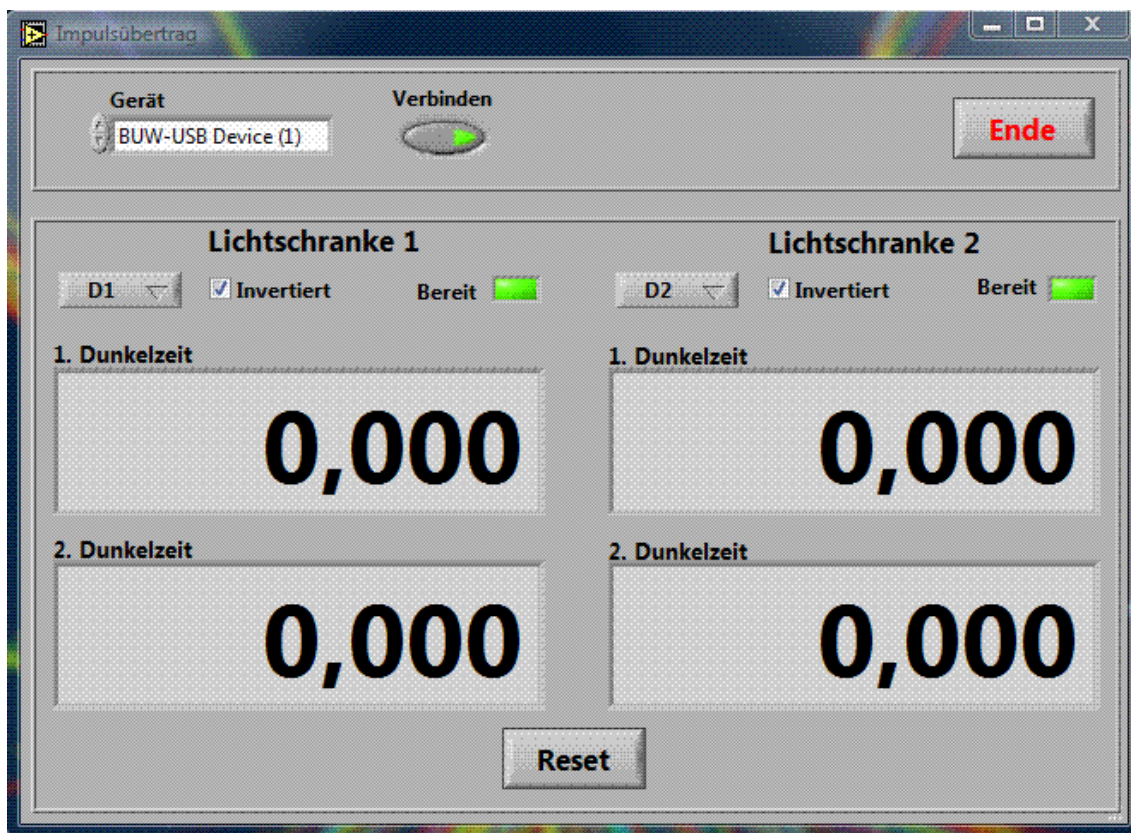 Impulsübertrag
Gerät
Verbinden
BUW-USB Device (1)
Ende
Lichtschranke 1
D1
Invertiert
Bereit
1. Dunkelzeit
0,000
2. Dunkelzeit
0,000
Lichtschranke 2
D2
Invertiert
Bereit
1. Dunkelzeit
0,000
2. Dunkelzeit
0,000
Reset